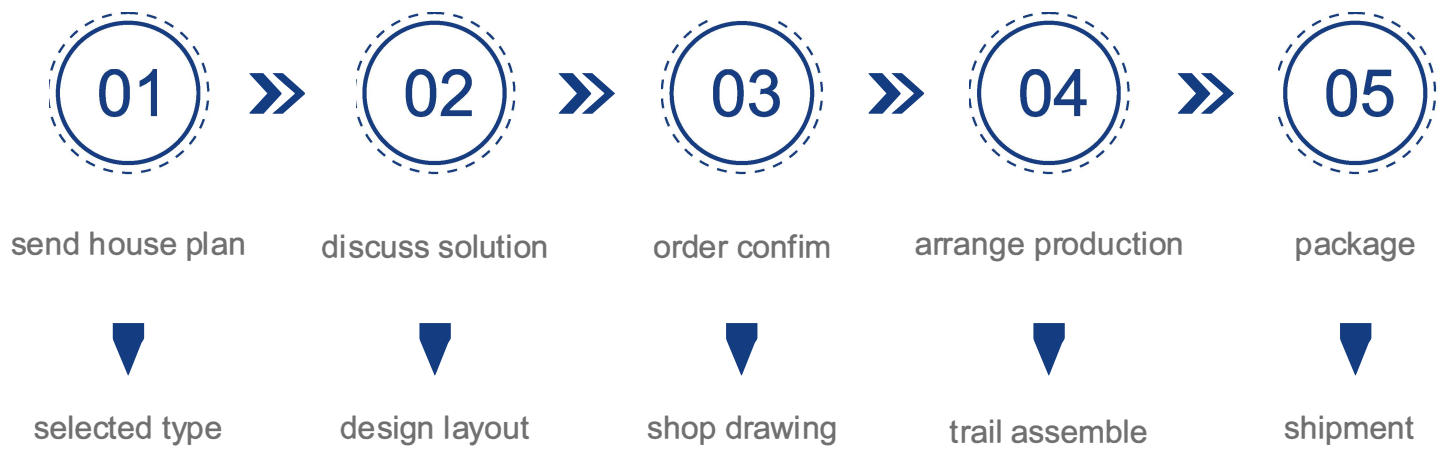 01
02
03
04
05
send house plan
discuss solution
order confim
arrange production
package
selected type
design layout
shop drawing
trail assemble
shipment